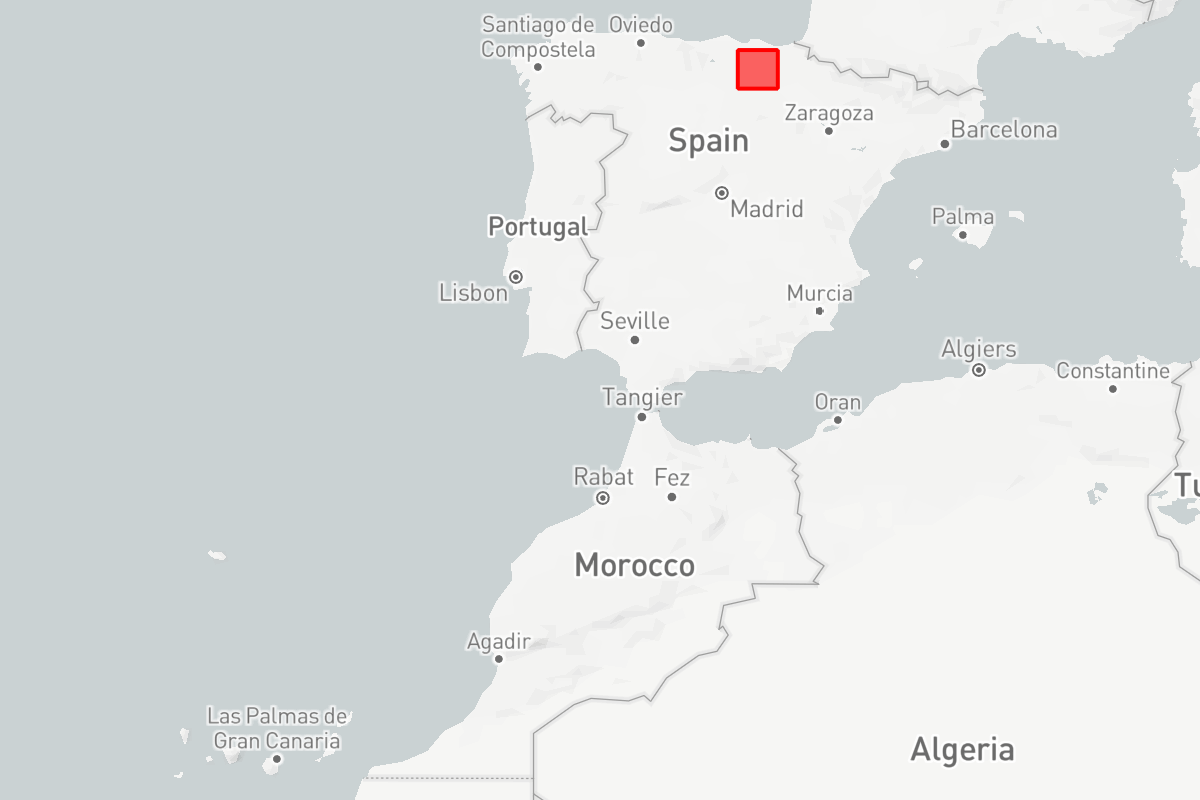 Santiago de
Compostela
Oviedo
Zaragoza
Barcelona
Spain
Madrid
Palma
Portugal
Lisbon
Murcia
Seville
Algiers
Constantine
Tangier
Oran
Rabat
Fez
Tu
Morocco
Agadir
Las Palmas de
Gran Canaria
Algeria